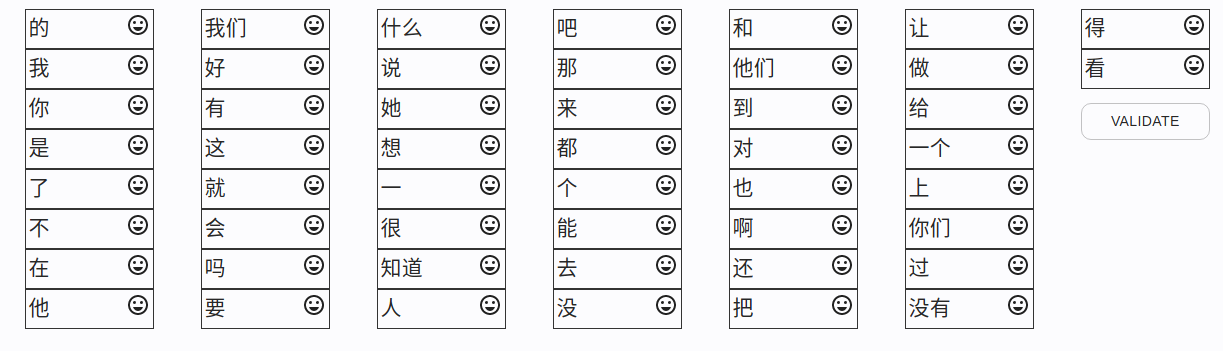 的
我
你
是
了
不
在
他
我们
好
有
这
就
会
吗
要
什么
说
她
想
一
很
知道
人
吧
那
来
都
个
能
去
没
和
他们
到
对
也
啊
还
把
让
做
给
一个
上
你们
过
没有
得
看
VALIDATE